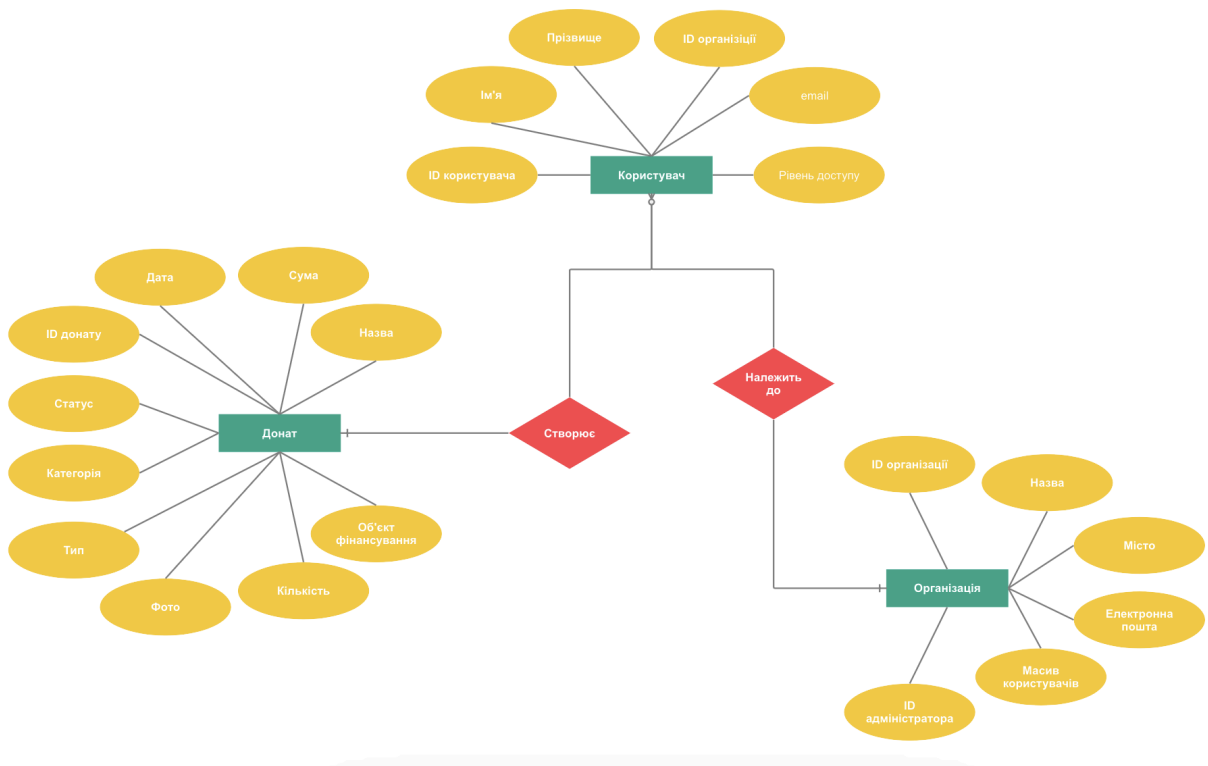 Прізвище
ID організіції
Ім'я
email
ID користувача
Користувач
Рівень доступу
Дата
Сума
ID донату
Назва
Статус
Донат
Категорія
Тип
Фото
Кількість
Об'єкт
фінансування
Створює
Належить
до
ID організації
Назва
Місто
Організація
Електронна
пошта
Масив
користувачів
ID
адміністратора